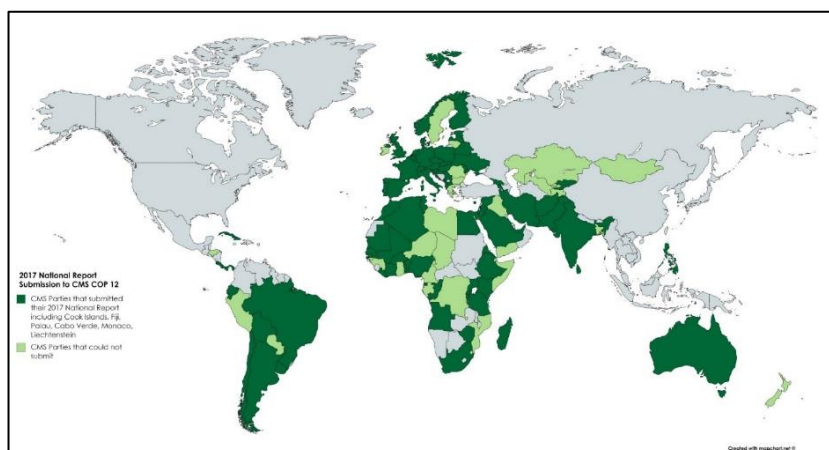 2017 National Report
Submission to CMS COP 12
CMS Parties that submitted
their 2017 National Report
including Cook Islands, Fiji,
Palau, Cabo Verde, Monaco,
Liechtenstein
CMS Parties that could not
submit
Created with mapchart.net ©